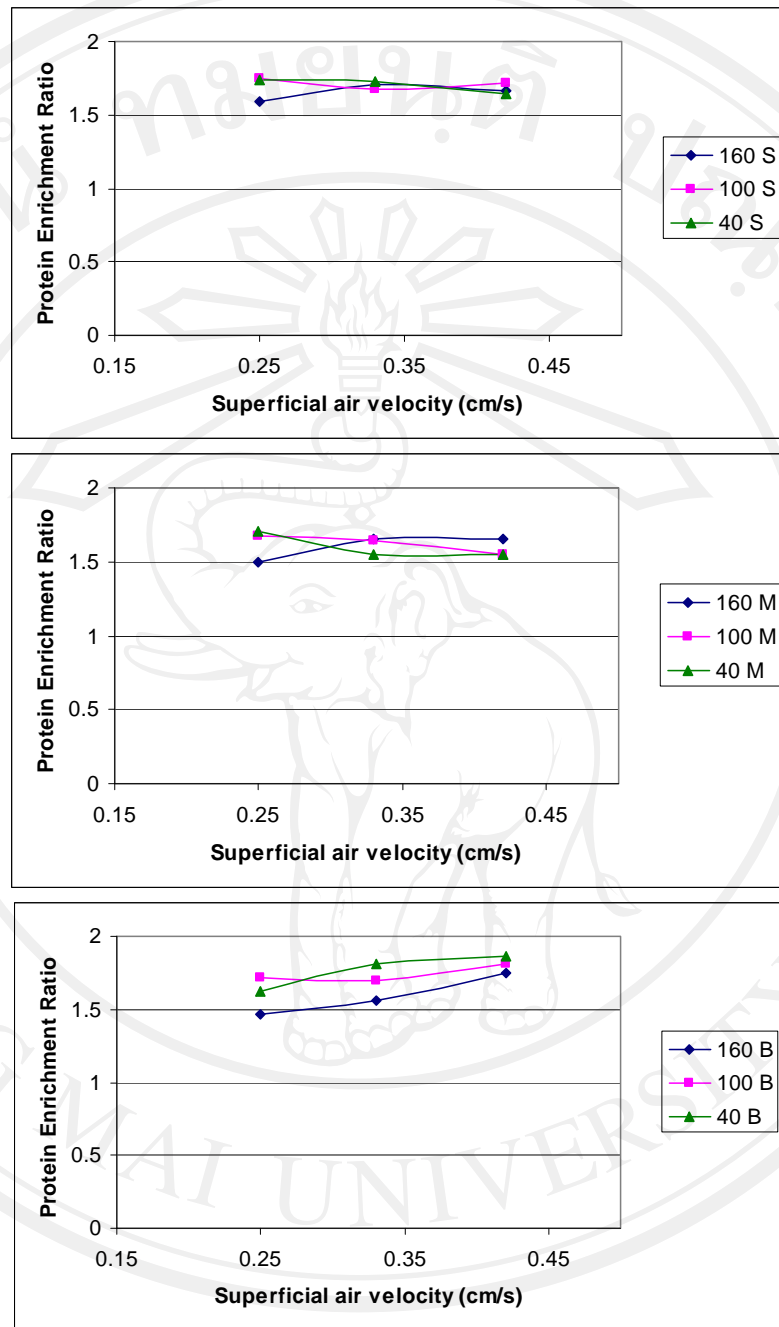 2
1.5
1
0.5
0
Protein Enrichment Ratio
0.15 0.25 0.35 0.45
Superficial air velocity (cm/s)
160 S
100 S
40 S
2
1.5
1
0.5
0
Protein Enrichment Ratio
0.15 0.25 0.35 0.45
Superficial air velocity (cm/s)
160 M
100 M
40 M
2
1.5
1
0.5
0
Protein Enrichment Ratio
0.15 0.25 0.35 0.45
Superficial air velocity (cm/s)
160 B
100 B
40 B
MAI UNIVERSITY